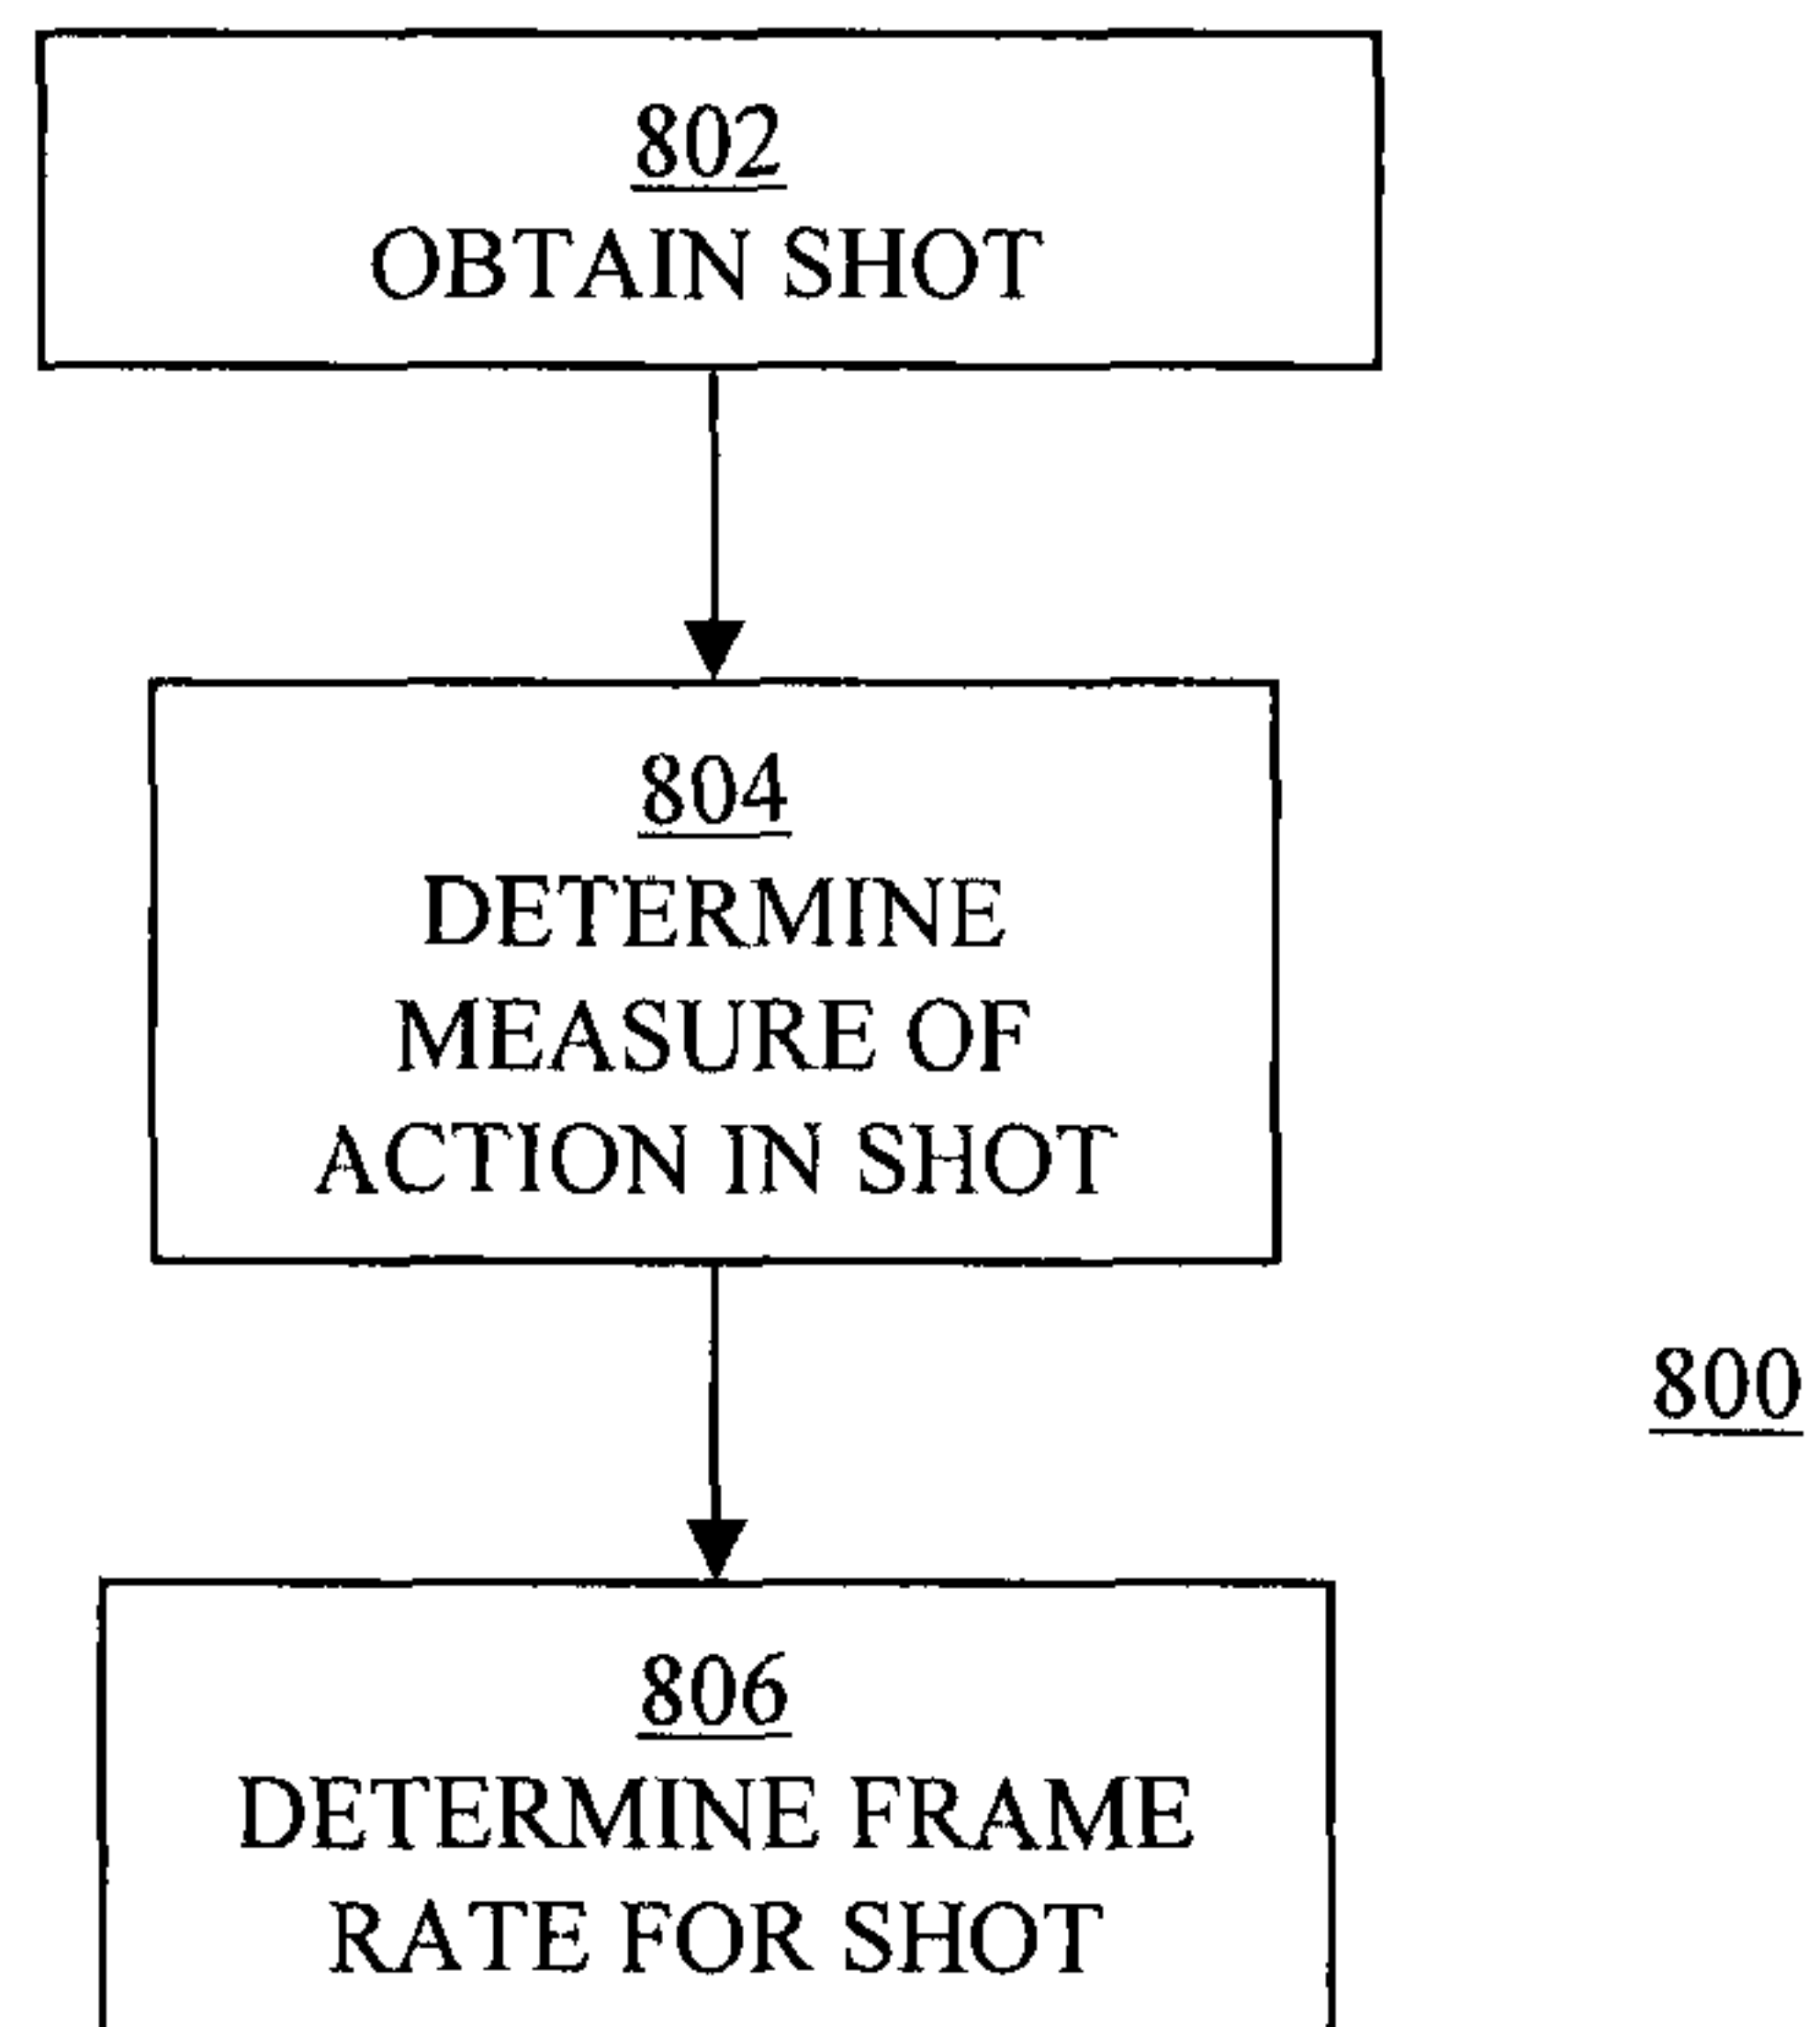 802
OBTAIN SHOT
804
DETERMINE
MEASURE OF
ACTION IN SHOT
800
806
DETERMINE FRAME
RATE FOR SHOT